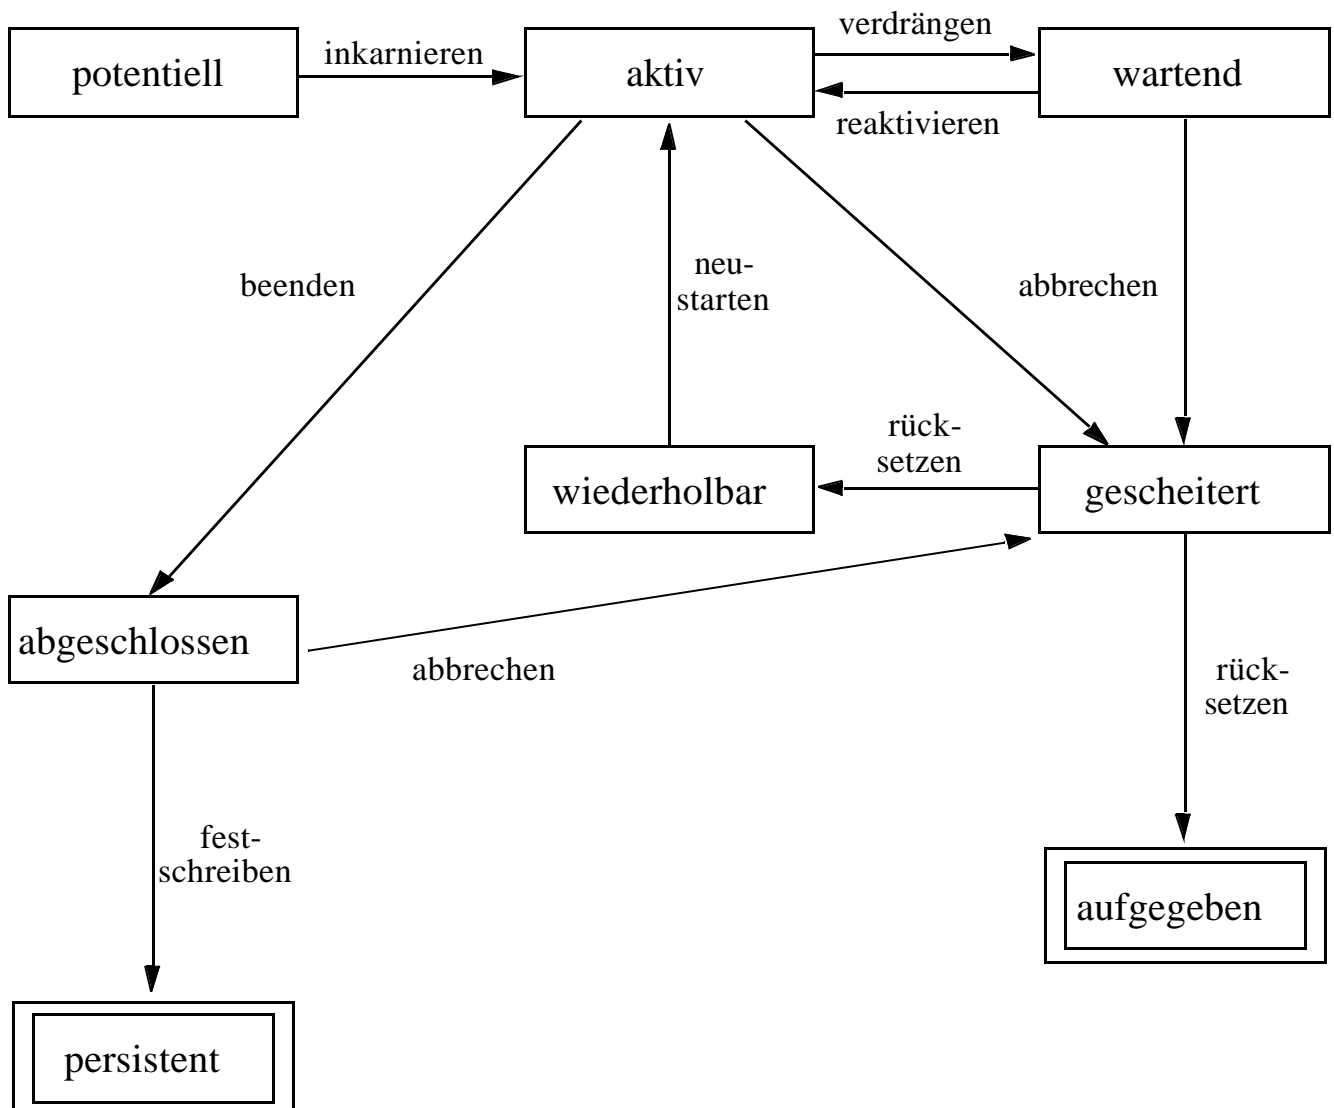 verdrängen
potentiell
inkarnieren
aktiv
wartend
reaktivieren
beenden
neu-
starten
abbrechen
rück-
setzen
wiederholbar
gescheitert
abgeschlossen
abbrechen
rück-
setzen
fest-
schreiben
aufgegeben
persistent